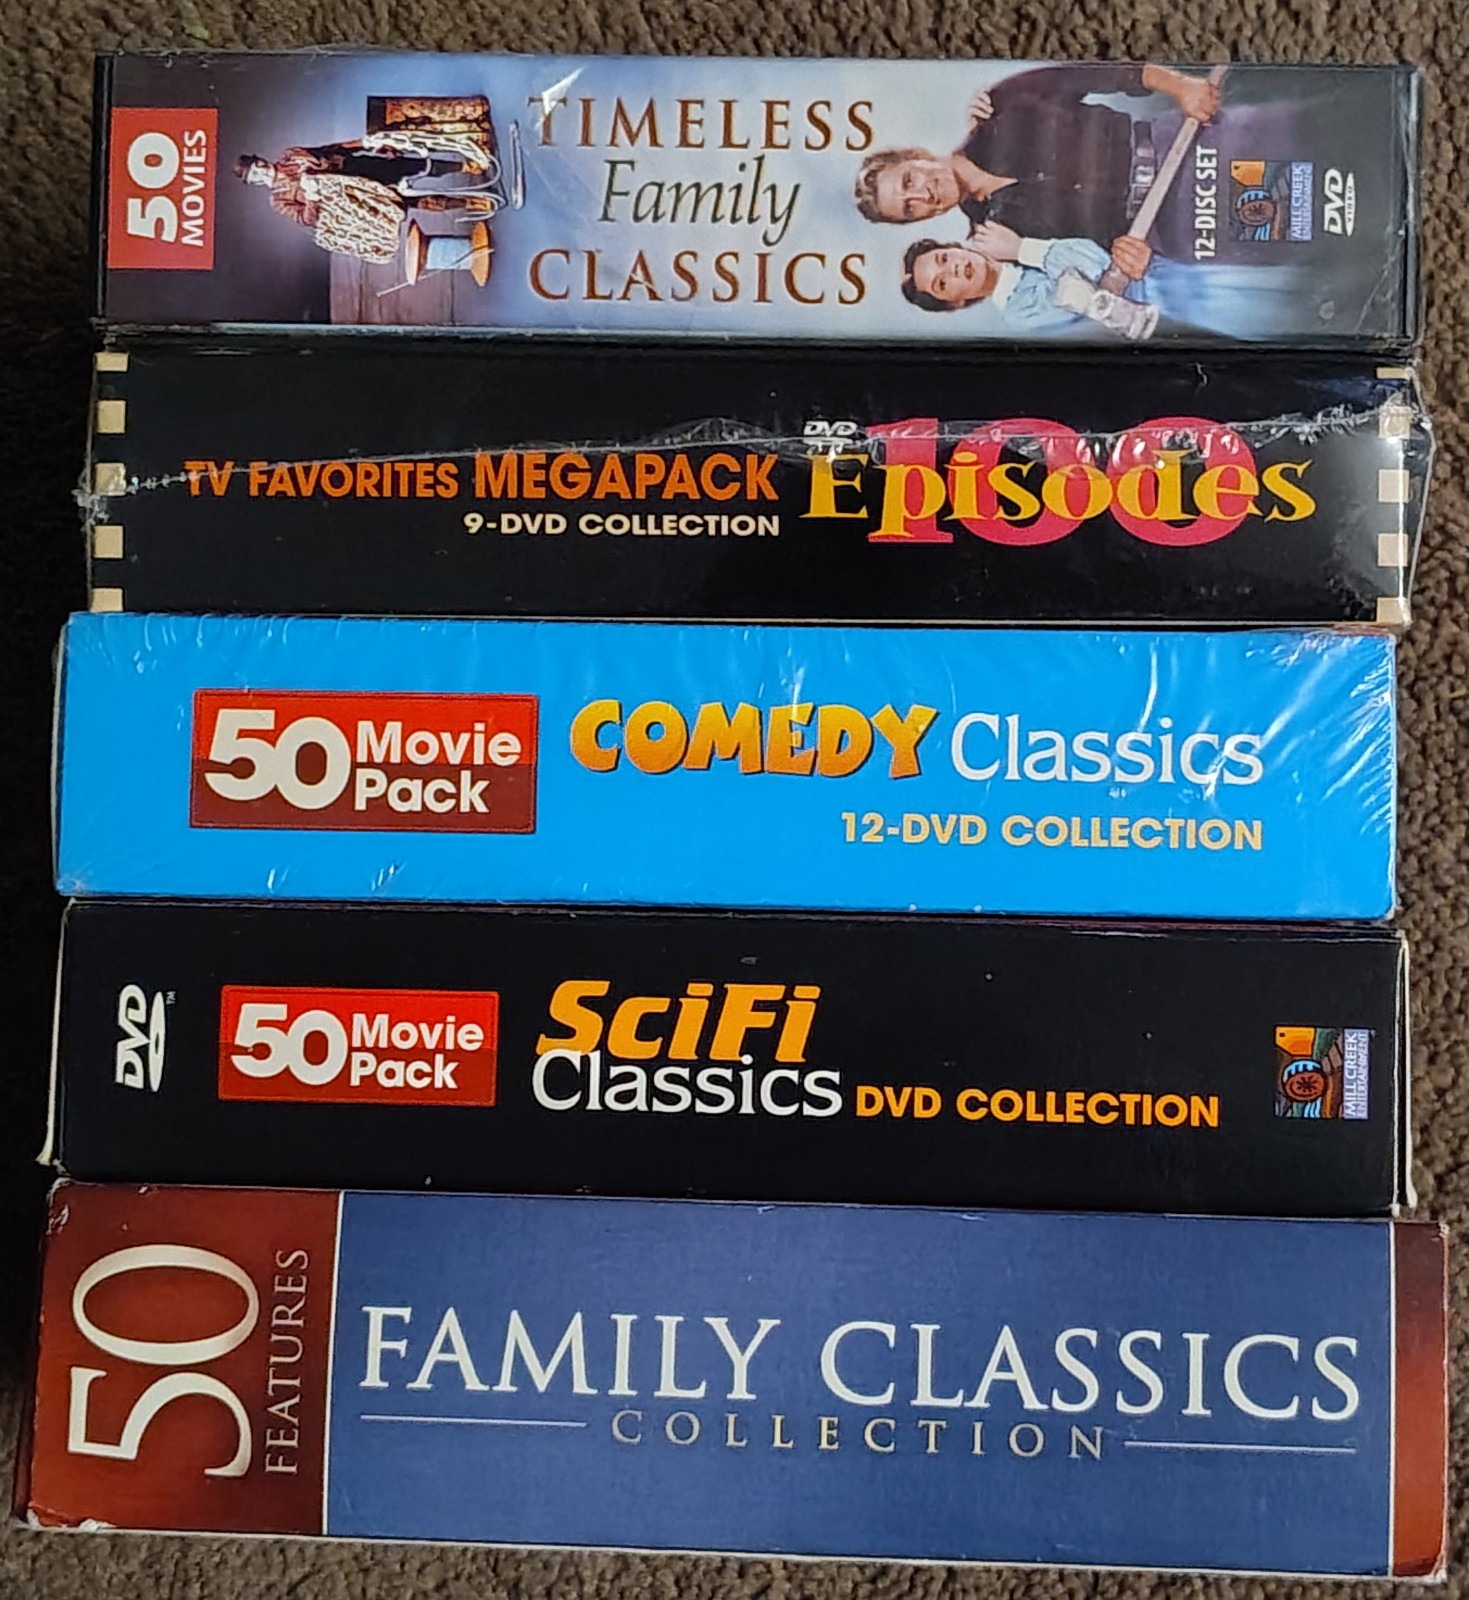 50
MOVIES
TIMELESS
Family
CLASSICS
12-DISC SET
MILL CREEK
ENTERTAINMENT
DVD
VIDEO
TV FAVORITES MEGAPACK
9-DVD COLLECTION
DVD
100
Episodes
50 Movie
Pack
COMEDY Classics
12-DVD COLLECTION
DVD
TM
50 Movie
Pack
SciFi
Classics DVD COLLECTION
MILL CREEK
ENTERTAINMENT
50
FEATURES
FAMILY CLASSICS
COLLECTION